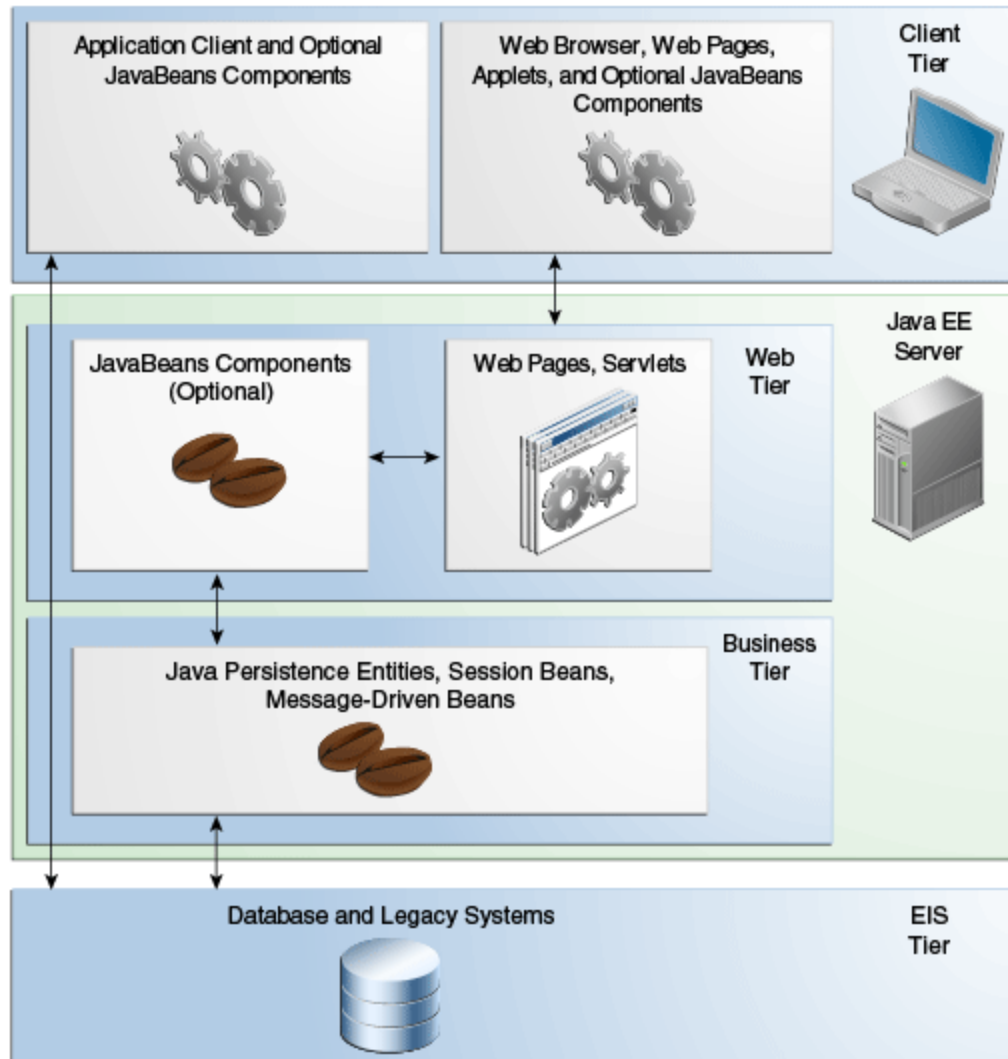 Application Client and Optional
JavaBeans Components
Web Browser, Web Pages,
Applets, and Optional JavaBeans
Components
Client
Tier
Java EE
Server
JavaBeans Components
(Optional)
Web Pages, Servlets
Web
Tier
Java Persistence Entities, Session Beans,
Message-Driven Beans
Business
Tier
Database and Legacy Systems
EIS
Tier